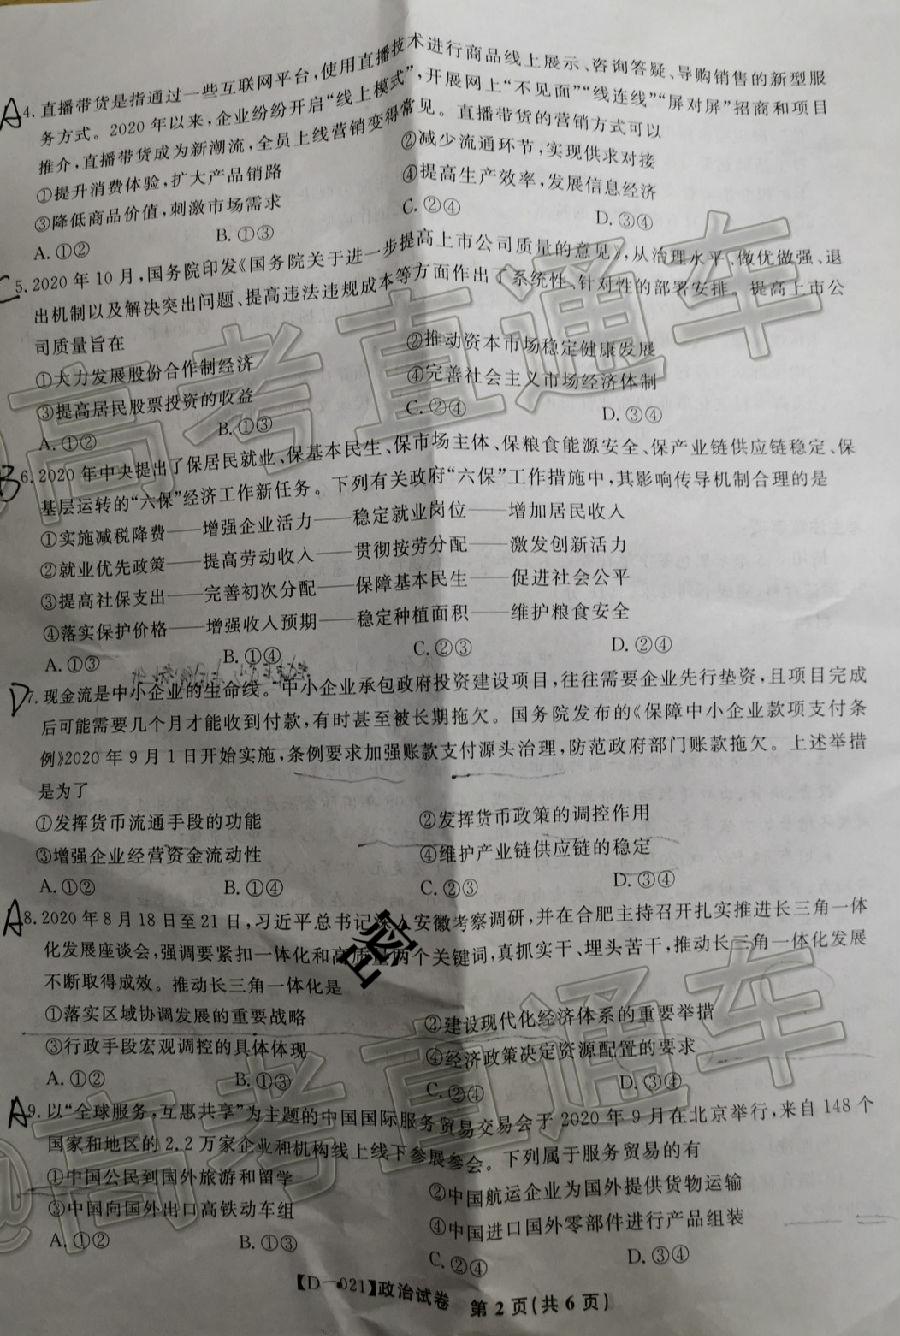 A4. 直播带货是指通过一些互联网平台，使用直播技术进行商品线上展示、咨询答疑、导购销售的新型服
务方式。2020年以来，企业纷纷开启“线上模式”，开展网上“不见面”“线连线”“屏对屏”招商和项目
推介，直播带货成为新潮流，全员上线营销变得常见。直播带货的营销方式可以
①提升消费体验，扩大产品销路 ②减少流通环节，实现供求对接
③降低商品价值，刺激市场需求 ④提高生产效率，发展信息经济
A. ①② B. ①③ C. ②④ D. ③④
C5. 2020年10月，国务院印发《国务院关于进一步提高上市公司质量的意见》，从治理水平、做优做强、退
出机制以及解决突出问题、提高违法违规成本等方面作出了系统性、针对性的部署安排。提高上市公
司质量旨在
①大力发展股份合作制经济 ②推动资本市场稳定健康发展
③提高居民股票投资的收益 ④完善社会主义市场经济体制
A. ①② B. ①③ C. ②④ D. ③④
B6. 2020年中央提出了保居民就业、保基本民生、保市场主体、保粮食能源安全、保产业链供应链稳定、保
基层运转的“六保”经济工作新任务。下列有关政府“六保”工作措施中，其影响传导机制合理的是
①实施减税降费——增强企业活力——稳定就业岗位——增加居民收入
②就业优先政策——提高劳动收入——贯彻按劳分配——激发创新活力
③提高社保支出——完善初次分配——保障基本民生——促进社会公平
④落实保护价格——增强收入预期——稳定种植面积——维护粮食安全
A. ①③ B. ①④ C. ②③ D. ②④
D7. 现金流是中小企业的生命线。中小企业承包政府投资建设项目，往往需要企业先行垫资，且项目完成
后可能需要几个月才能收到付款，有时甚至被长期拖欠。国务院发布的《保障中小企业款项支付条
例》2020年9月1日开始实施，条例要求加强账款支付源头治理，防范政府部门账款拖欠。上述举措
是为了
①发挥货币流通手段的功能 ②发挥货币政策的调控作用
③增强企业经营资金流动性 ④维护产业链供应链的稳定
A. ①② B. ①④ C. ②③ D. ③④
A8. 2020年8月18日至21日，习近平总书记深入安徽考察调研，并在合肥主持召开扎实推进长三角一体
化发展座谈会，强调要紧扣一体化和高质量两个关键词，真抓实干、埋头苦干，推动长三角一体化发展
不断取得成效。推动长三角一体化是
密
①落实区域协调发展的重要战略 ②建设现代化经济体系的重要举措
③行政手段宏观调控的具体体现 ④经济政策决定资源配置的要求
A. ①② B. ①③ C. ②④ D. ③④
A9. 以“全球服务，互惠共享”为主题的中国国际服务贸易交易会于2020年9月在北京举行，来自148个
国家和地区的2.2万家企业和机构线上线下参展参会。下列属于服务贸易的有
①中国公民到国外旅游和留学 ②中国航运企业为国外提供货物运输
③中国向国外出口高铁动车组 ④中国进口国外零部件进行产品组装
A. ①② B. ①③ C. ②④ D. ③④
【D—021】政治试卷 第2页(共6页)
@高考直通车
@高考直通车